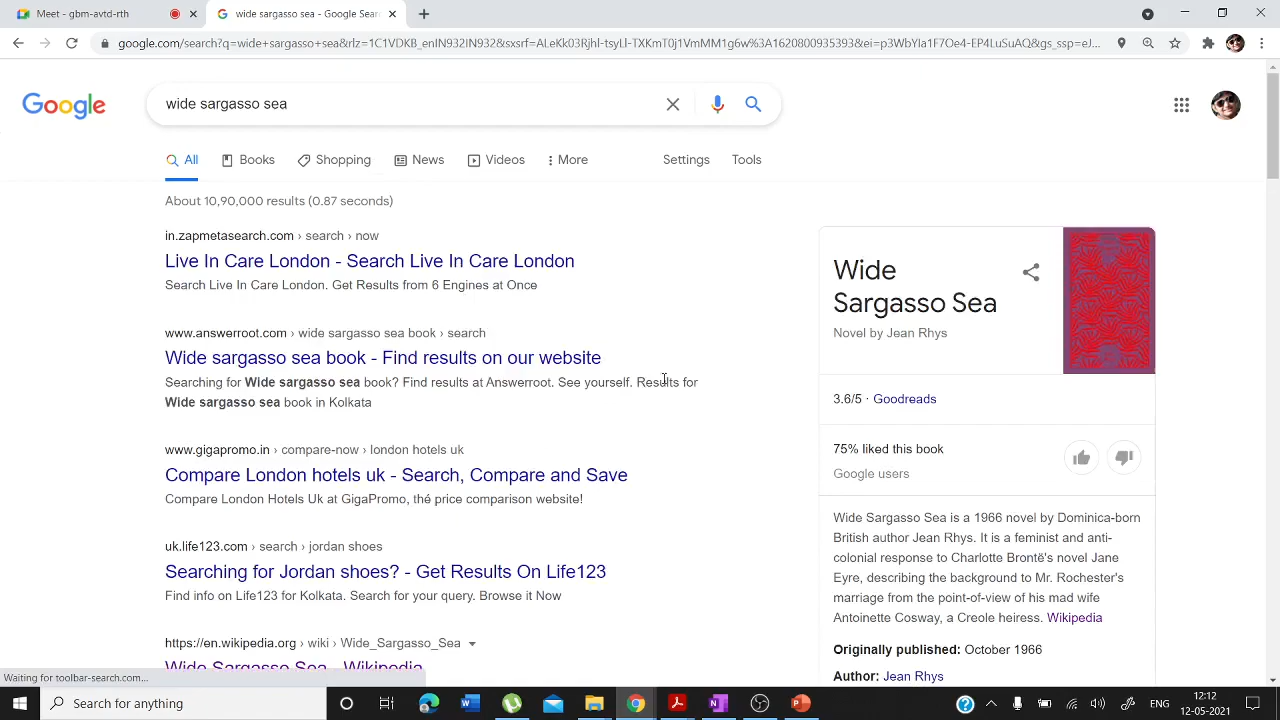 Meet - gbm-avtd-rth
wide sargasso sea - Google Sear
google.com/search?q=wide+sargasso+sea&rlz=1C1VDKB_enIN932IN932&sxsrf=ALeKk03Rjhl-tsyLl-TXKmT0j1VmMM1g6w%3A1620800935393&ei=p3WbYIa1F7Oe4-EP4LuSuAQ&gs_ssp=eJ...
Google
wide sargasso sea
All Books Shopping News Videos More Settings Tools
About 10,90,000 results (0.87 seconds)
in.zapmetasearch.com › search › now
Live In Care London - Search Live In Care London
Search Live In Care London. Get Results from 6 Engines at Once
www.answerroot.com › wide sargasso sea book › search
Wide sargasso sea book - Find results on our website
Searching for Wide sargasso sea book? Find results at Answerroot. See yourself. Results for
Wide sargasso sea book in Kolkata
www.gigapromo.in › compare-now › london hotels uk
Compare London hotels uk - Search, Compare and Save
Compare London Hotels Uk at GigaPromo, thé price comparison website!
uk.life123.com › search › jordan shoes
Searching for Jordan shoes? - Get Results On Life123
Find info on Life123 for Kolkata. Search for your query. Browse it Now
https://en.wikipedia.org › wiki › Wide_Sargasso_Sea
Wide Sargasso Sea - Wikipedia
Wide
Sargasso Sea
Novel by Jean Rhys
3.6/5 · Goodreads
75% liked this book
Google users
Wide Sargasso Sea is a 1966 novel by Dominica-born
British author Jean Rhys. It is a feminist and anti-
colonial response to Charlotte Brontë's novel Jane
Eyre, describing the background to Mr. Rochester's
marriage from the point-of-view of his mad wife
Antoinette Cosway, a Creole heiress. Wikipedia
Originally published: October 1966
Author: Jean Rhys
Waiting for toolbar-search.com...
Search for anything
ENG
12:12
12-05-2021